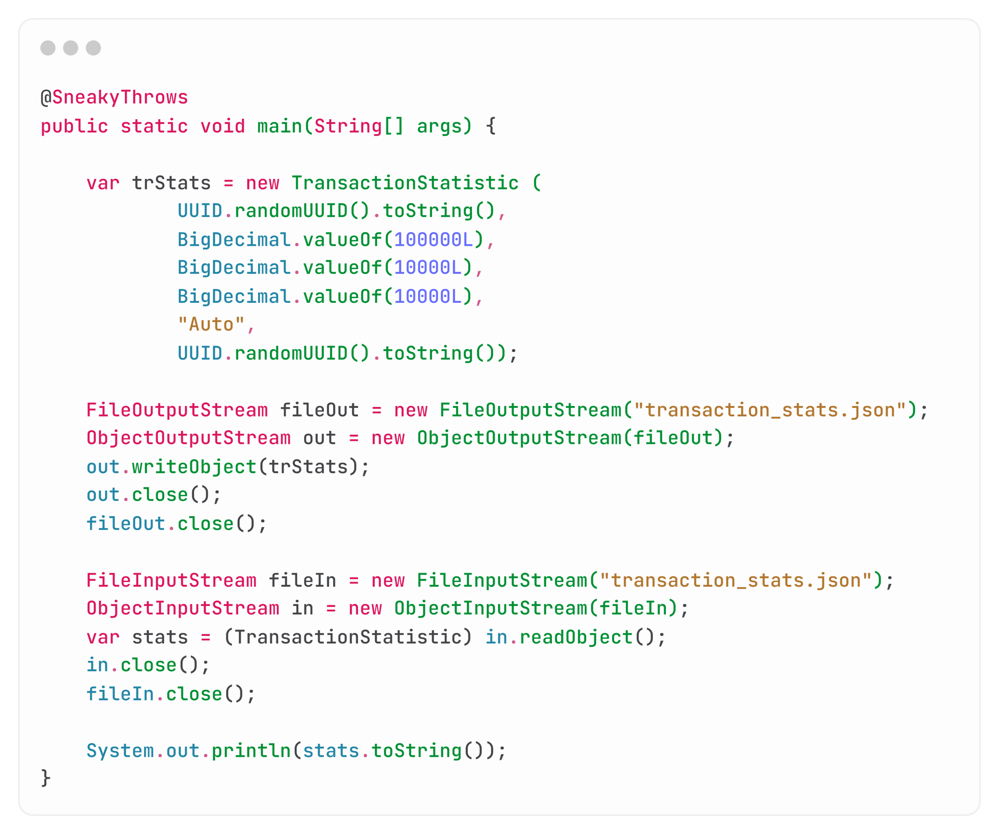 @SneakyThrows
public static void main(String[] args) {
var trStats = new TransactionStatistic (
UUID.randomUUID().toString(),
BigDecimal.valueOf(100000L),
BigDecimal.valueOf(10000L),
BigDecimal.valueOf(10000L),
"Auto",
UUID.randomUUID().toString());
FileOutputStream fileOut = new FileOutputStream("transaction_stats.json");
ObjectOutputStream out = new ObjectOutputStream(fileOut);
out.writeObject(trStats);
out.close();
fileOut.close();
FileInputStream fileIn = new FileInputStream("transaction_stats.json");
ObjectInputStream in = new ObjectInputStream(fileIn);
var stats = (TransactionStatistic) in.readObject();
in.close();
fileIn.close();
System.out.println(stats.toString());
}